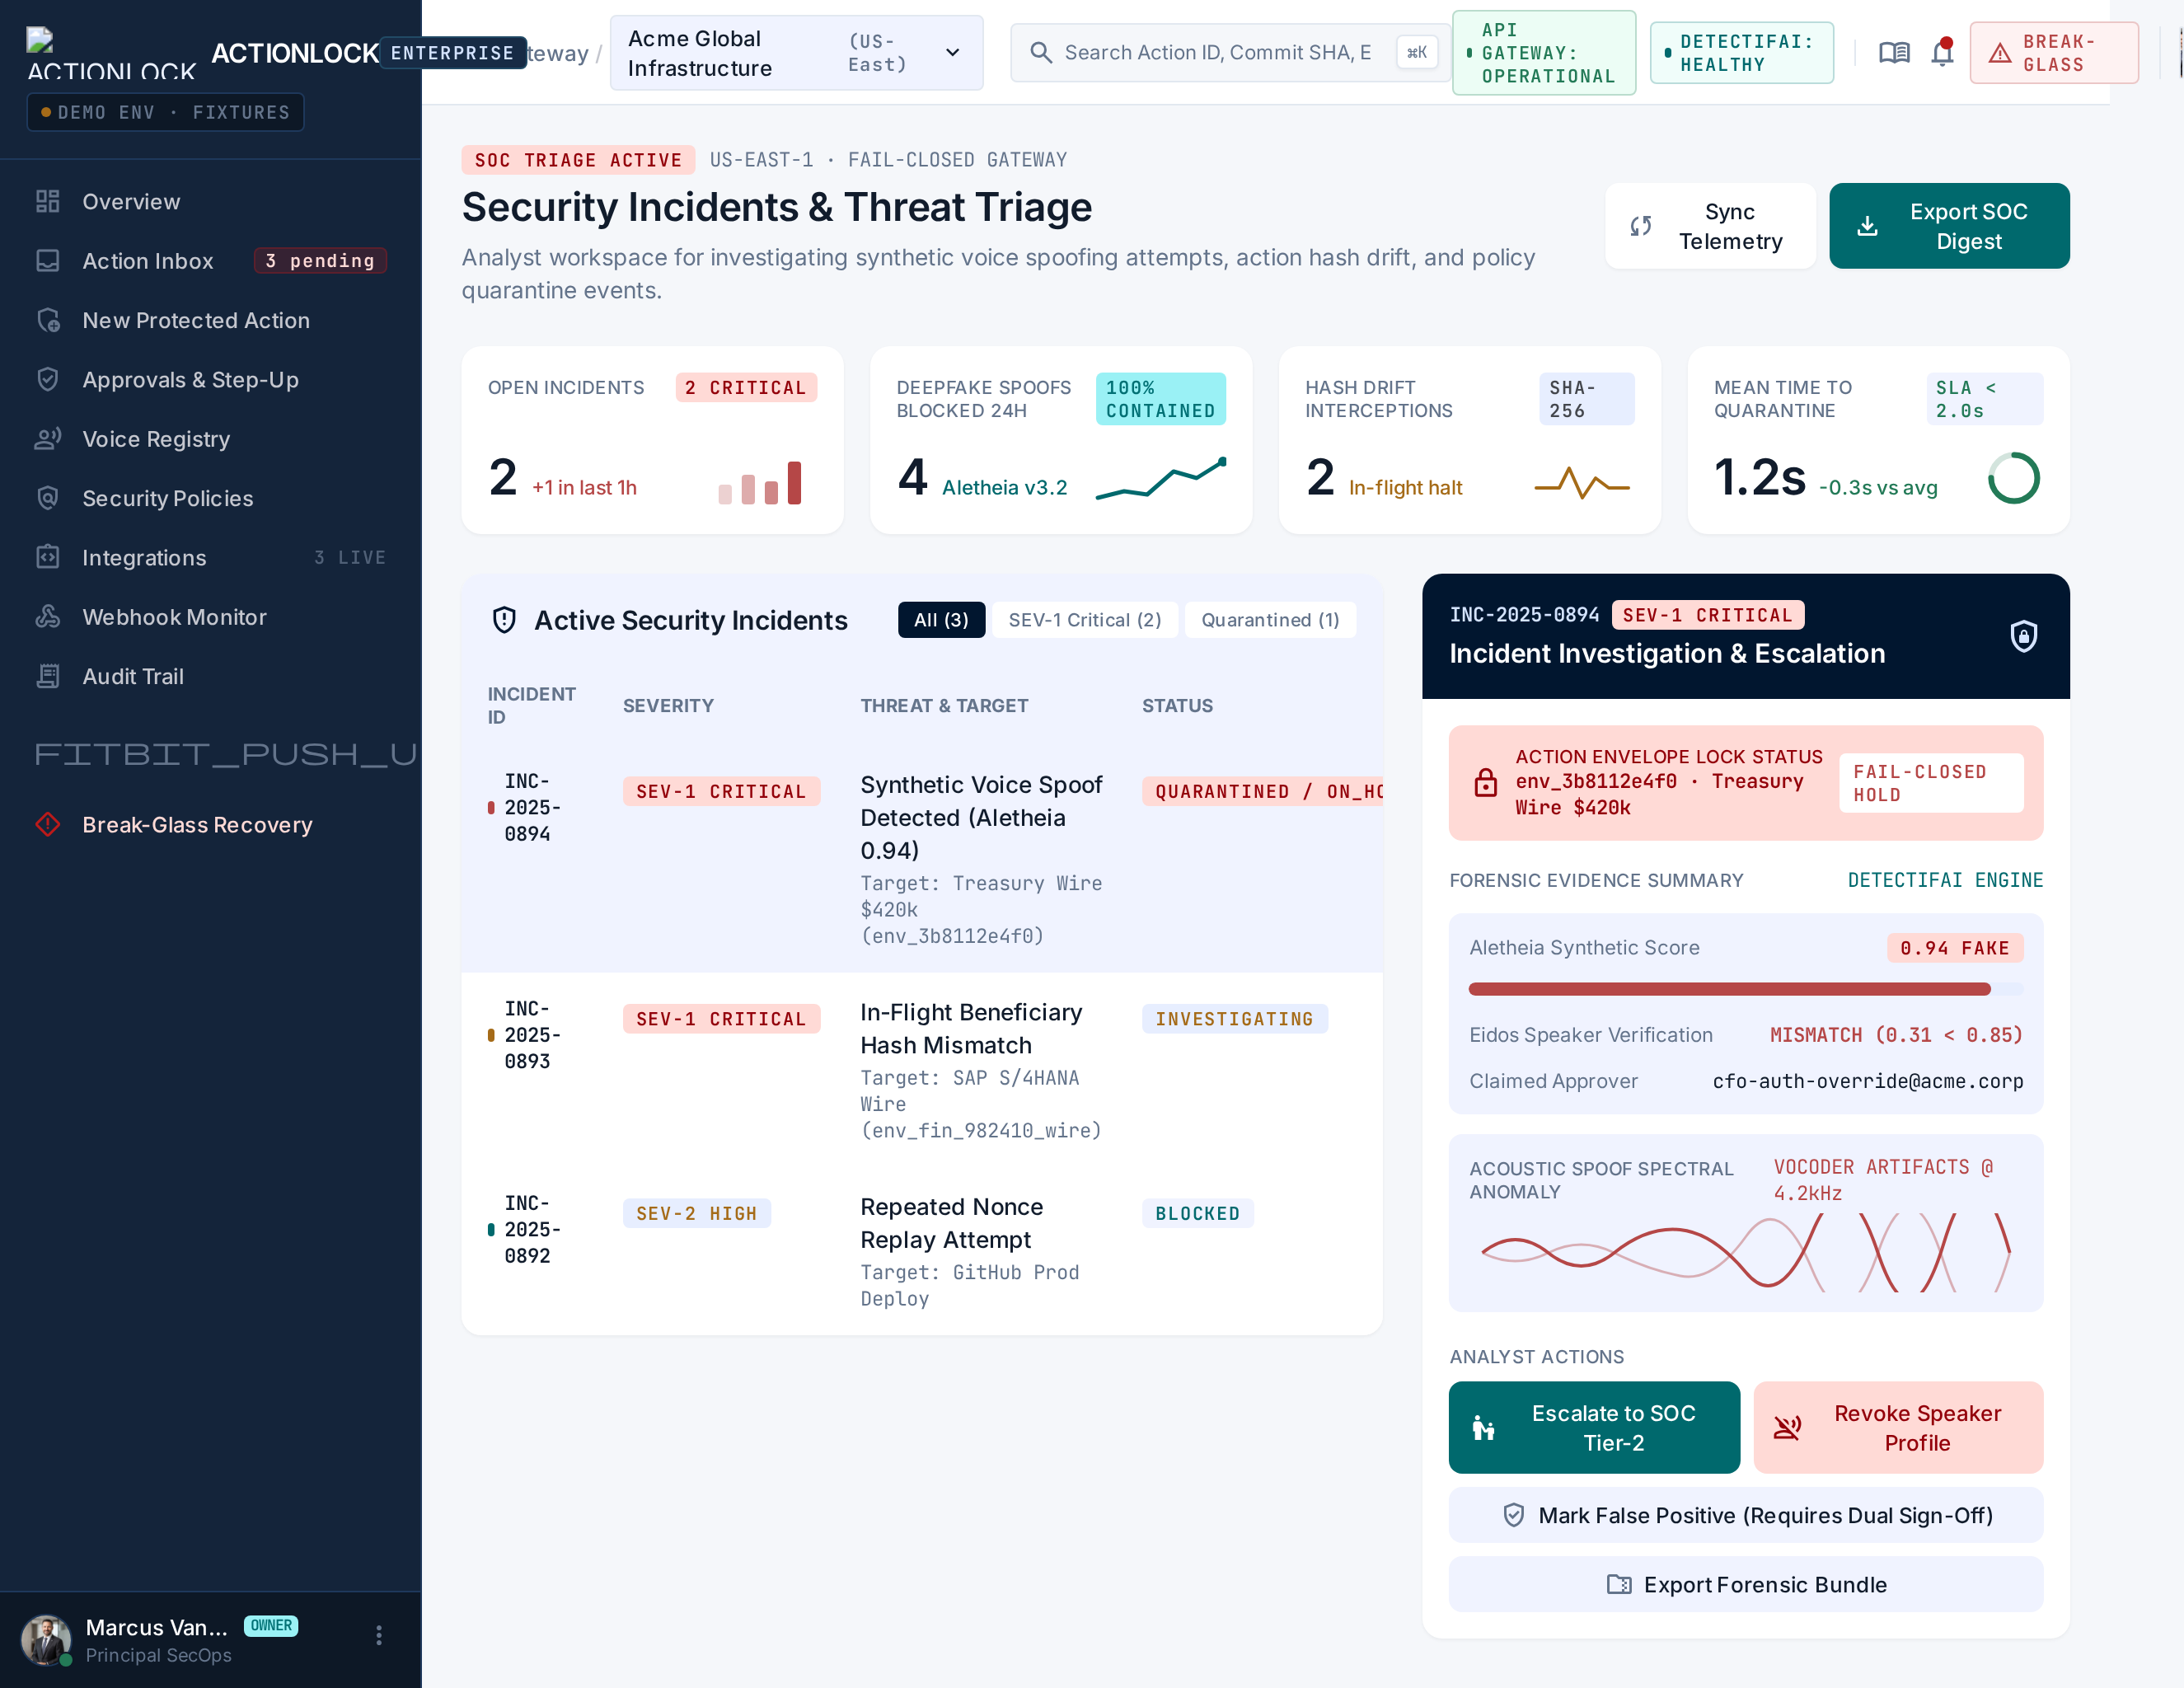 ACTIONLOCK
ACTIONLOCK
ENTERPRISE
DEMO ENV · FIXTURES
Overview
Action Inbox
3 pending
New Protected Action
Approvals & Step-Up
Voice Registry
Security Policies
Integrations
3 LIVE
Webhook Monitor
Audit Trail
FITBIT_PUSH_U
Break-Glass Recovery
Marcus Van...
OWNER
Principal SecOps
teway /
Acme Global
Infrastructure
(US-
East)
Search Action ID, Commit SHA, E
⌘K
API
GATEWAY:
OPERATIONAL
DETECTIFAI:
HEALTHY
BREAK-
GLASS
SOC TRIAGE ACTIVE
US-EAST-1 · FAIL-CLOSED GATEWAY
Security Incidents & Threat Triage
Analyst workspace for investigating synthetic voice spoofing attempts, action hash drift, and policy
quarantine events.
Sync
Telemetry
Export SOC
Digest
OPEN INCIDENTS
2 CRITICAL
2 +1 in last 1h
DEEPFAKE SPOOFS
BLOCKED 24H
100%
CONTAINED
4 Aletheia v3.2
HASH DRIFT
INTERCEPTIONS
SHA-
256
2 In-flight halt
MEAN TIME TO
QUARANTINE
SLA <
2.0s
1.2s -0.3s vs avg
Active Security Incidents
All (3)
SEV-1 Critical (2)
Quarantined (1)
INCIDENT
ID
SEVERITY
THREAT & TARGET
STATUS
INC-
2025-
0894
SEV-1 CRITICAL
Synthetic Voice Spoof
Detected (Aletheia
0.94)
Target: Treasury Wire
$420k
(env_3b8112e4f0)
QUARANTINED / ON_HO
INC-
2025-
0893
SEV-1 CRITICAL
In-Flight Beneficiary
Hash Mismatch
Target: SAP S/4HANA
Wire
(env_fin_982410_wire)
INVESTIGATING
INC-
2025-
0892
SEV-2 HIGH
Repeated Nonce
Replay Attempt
Target: GitHub Prod
Deploy
BLOCKED
INC-2025-0894
SEV-1 CRITICAL
Incident Investigation & Escalation
ACTION ENVELOPE LOCK STATUS
env_3b8112e4f0 · Treasury
Wire $420k
FAIL-CLOSED
HOLD
FORENSIC EVIDENCE SUMMARY
DETECTIFAI ENGINE
Aletheia Synthetic Score
0.94 FAKE
Eidos Speaker Verification
MISMATCH (0.31 < 0.85)
Claimed Approver
cfo-auth-override@acme.corp
ACOUSTIC SPOOF SPECTRAL
ANOMALY
VOCODER ARTIFACTS @
4.2kHz
ANALYST ACTIONS
Escalate to SOC
Tier-2
Revoke Speaker
Profile
Mark False Positive (Requires Dual Sign-Off)
Export Forensic Bundle